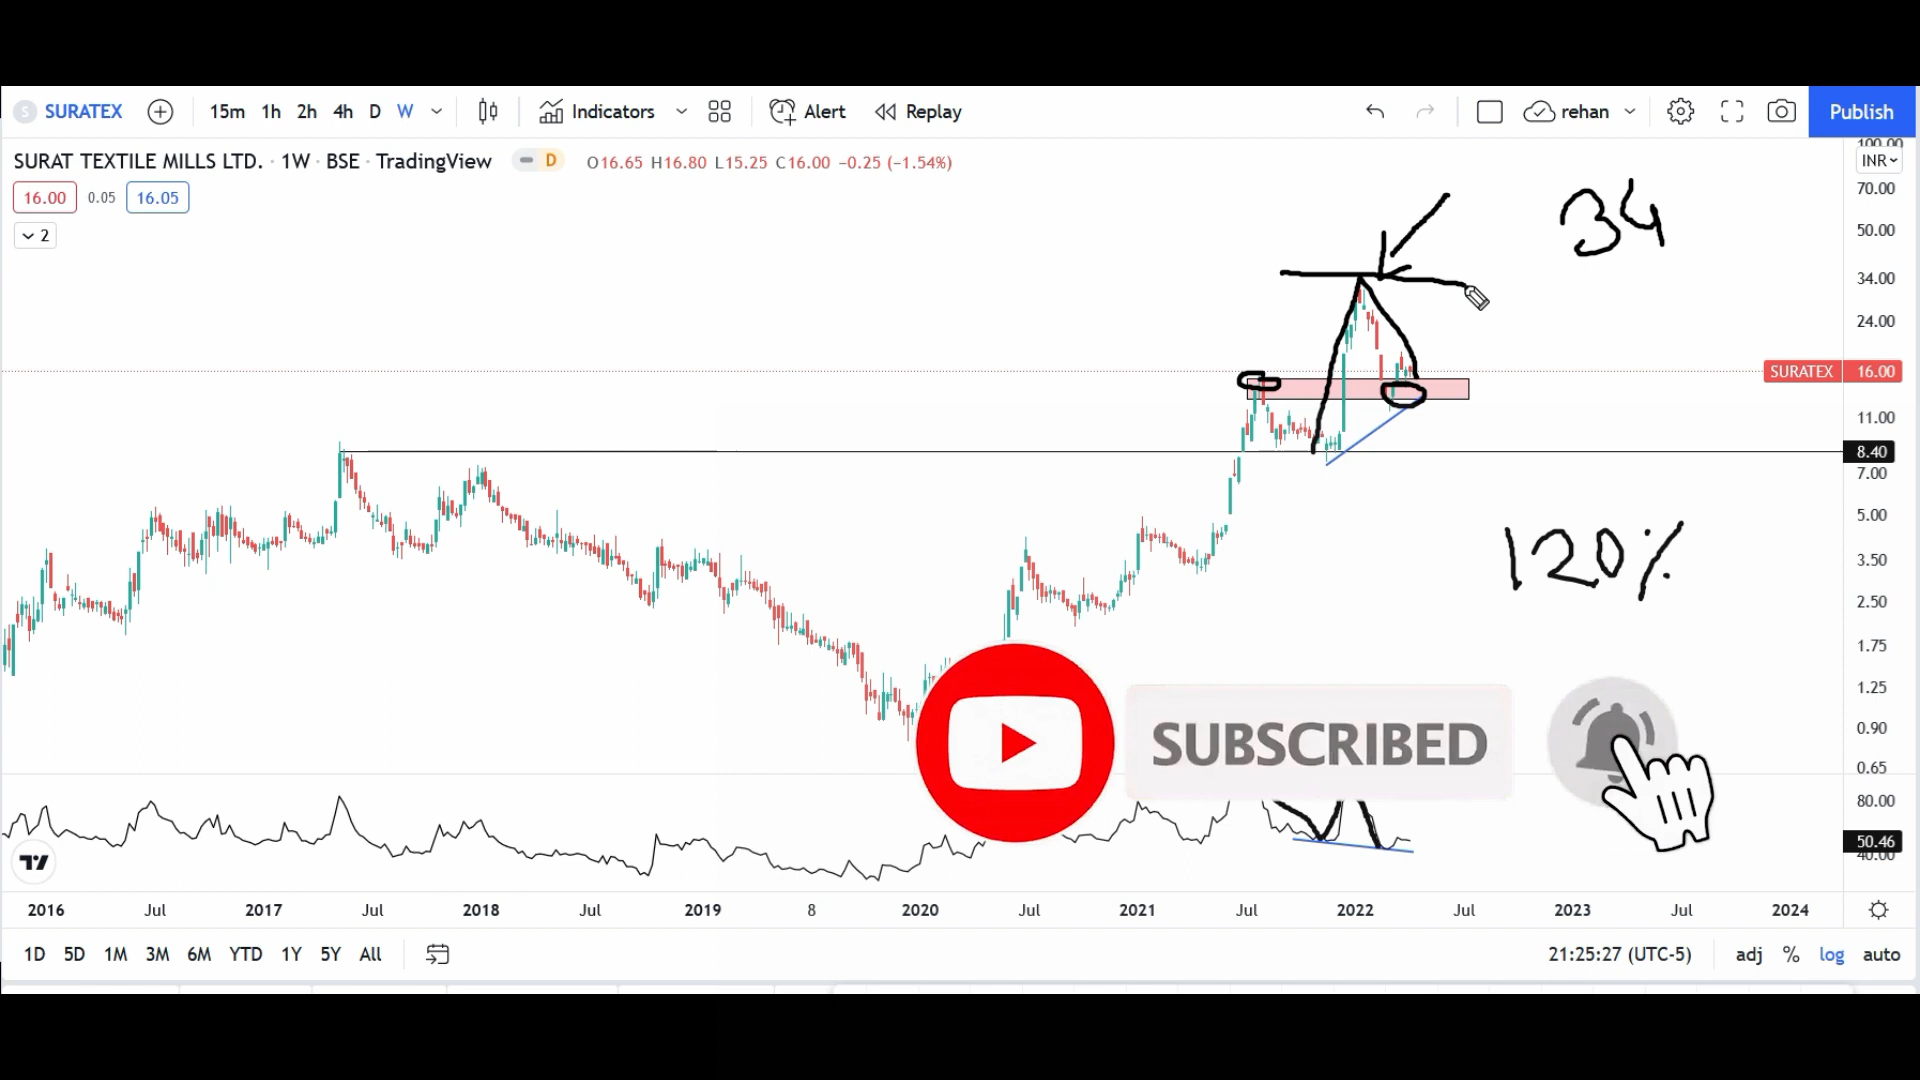 SURATEX 15m 1h 2h 4h D W Indicators Alert Replay rehan Publish
SURAT TEXTILE MILLS LTD. · 1W · BSE · TradingView D O16.65 H16.80 L15.25 C16.00 −0.25 (−1.54%)
INR
16.00 0.05 16.05
2
70.00
34
50.00
34.00
24.00
SURATEX 16.00
11.00
8.40
7.00
5.00
120%
3.50
2.50
1.75
1.25
0.90
SUBSCRIBED
0.65
80.00
50.46
40.00
2016 Jul 2017 Jul 2018 Jul 2019 8 2020 Jul 2021 Jul 2022 Jul 2023 Jul 2024
1D 5D 1M 3M 6M YTD 1Y 5Y All 21:25:27 (UTC-5) adj % log auto